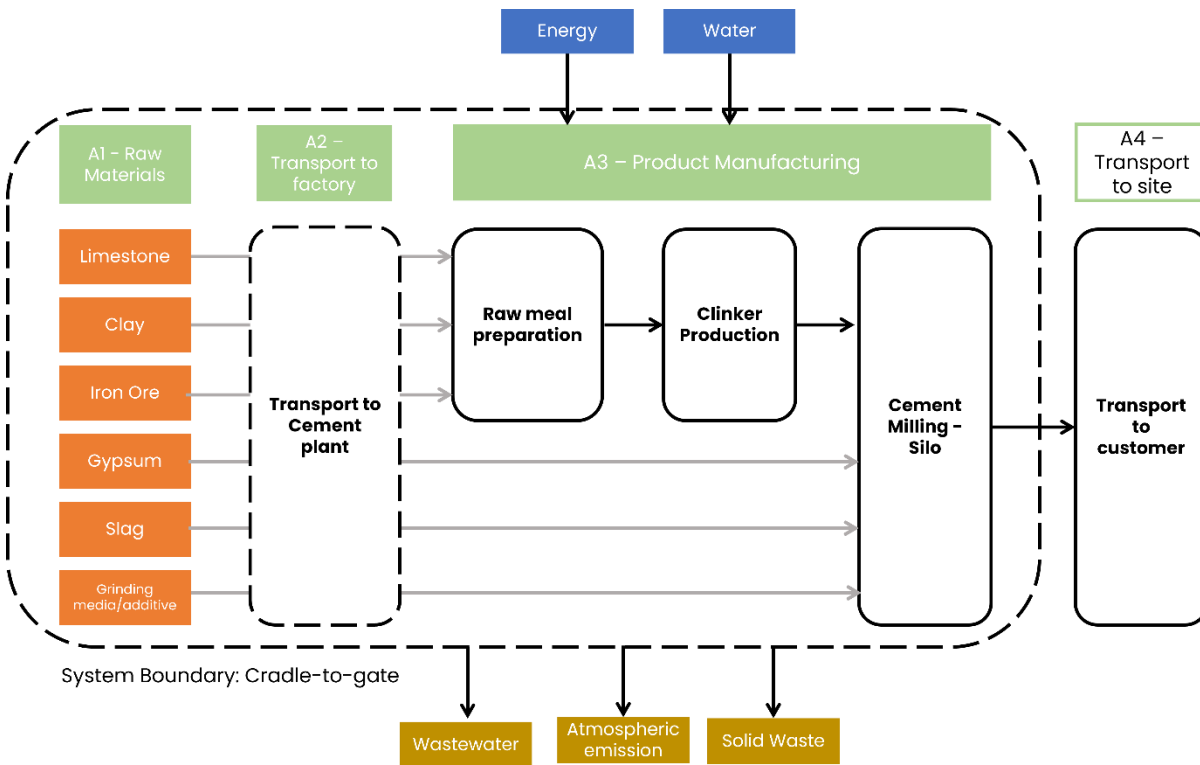 Energy
Water
A1 - Raw
Materials
A2 –
Transport to
factory
A3 – Product Manufacturing
A4 –
Transport
to site
Limestone
Clay
Iron Ore
Gypsum
Slag
Grinding
media/additive
Transport to
Cement
plant
Raw meal
preparation
Clinker
Production
Cement
Milling -
Silo
Transport
to
customer
System Boundary: Cradle-to-gate
Wastewater
Atmospheric
emission
Solid Waste